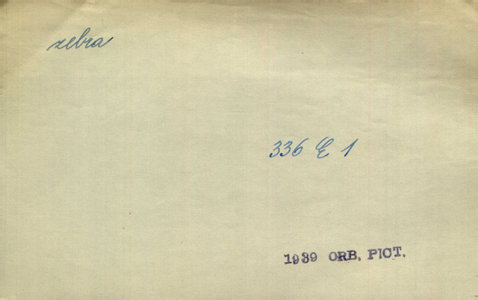 zebra
336 E 1
1939 ORB. PICT.